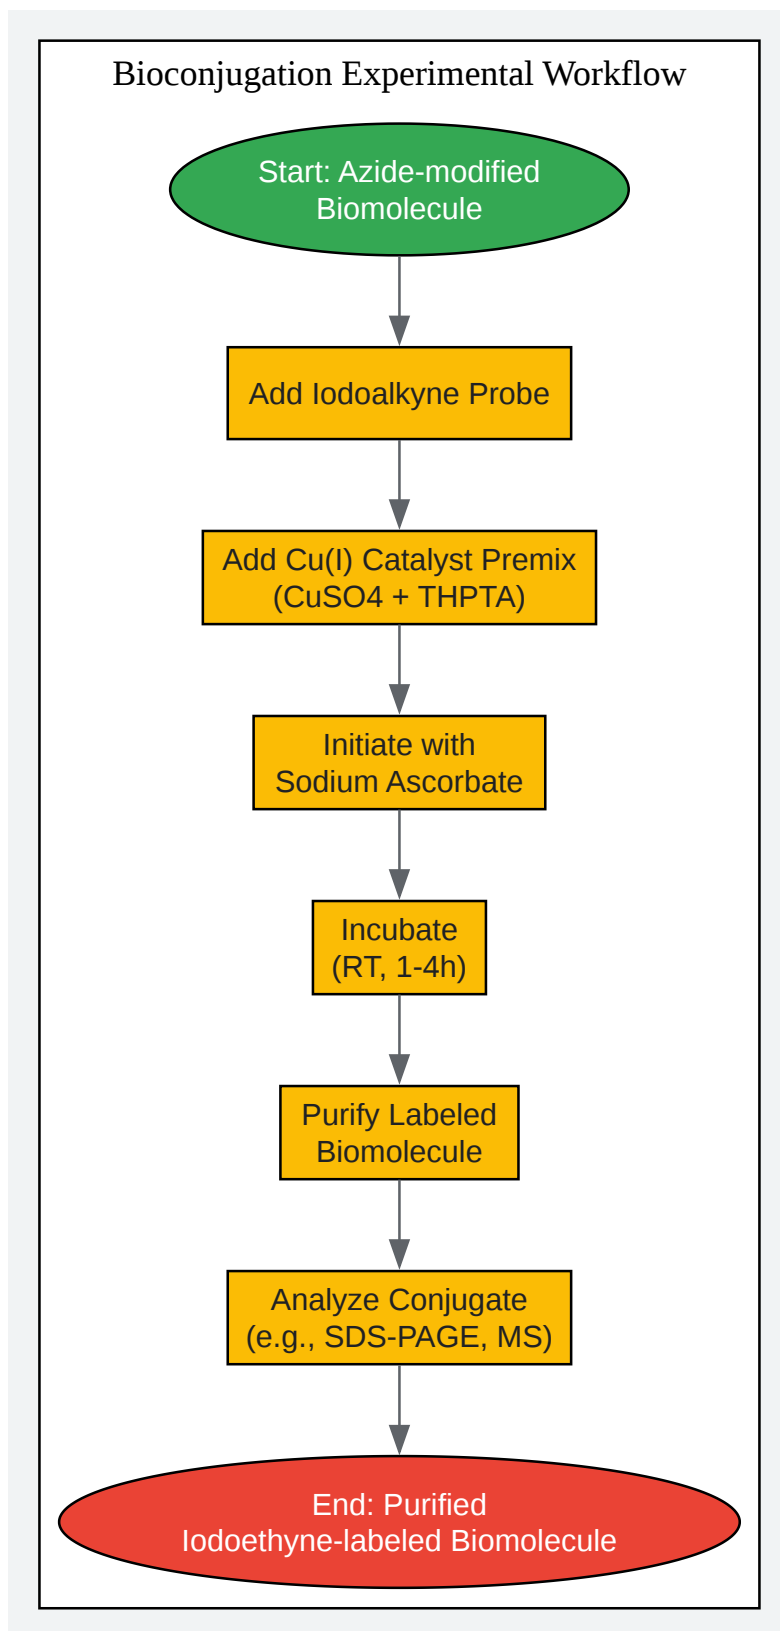 Bioconjugation Experimental Workflow
Start: Azide-modified
Biomolecule
Add Iodoalkyne Probe
Add Cu(I) Catalyst Premix
(CuSO4 + THPTA)
Initiate with
Sodium Ascorbate
Incubate
(RT, 1-4h)
Purify Labeled
Biomolecule
Analyze Conjugate
(e.g., SDS-PAGE, MS)
End: Purified
Iodoethyne-labeled Biomolecule